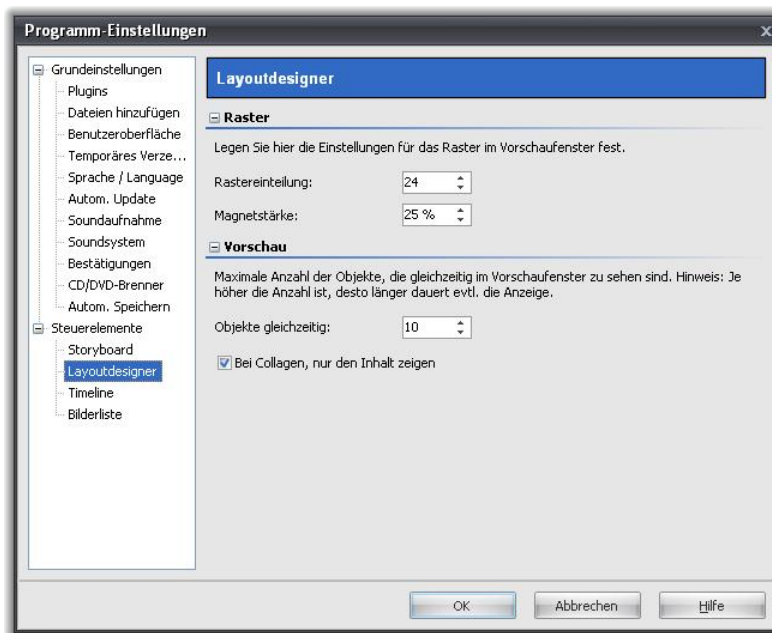 Programm-Einstellungen
x
Grundeinstellungen
Plugins
Dateien hinzufügen
Benutzeroberfläche
Temporäres Verze...
Sprache / Language
Autom. Update
Soundaufnahme
Soundsystem
Bestätigungen
CD/DVD-Brenner
Autom. Speichern
Steuerelemente
Storyboard
Layoutdesigner
Timeline
Bilderliste
Layoutdesigner
Raster
Legen Sie hier die Einstellungen für das Raster im Vorschaufenster fest.
Rastereinteilung: 24
Magnetstärke: 25 %
Vorschau
Maximale Anzahl der Objekte, die gleichzeitig im Vorschaufenster zu sehen sind. Hinweis: Je
höher die Anzahl ist, desto länger dauert evtl. die Anzeige.
Objekte gleichzeitig: 10
Bei Collagen, nur den Inhalt zeigen
OK Abbrechen Hilfe